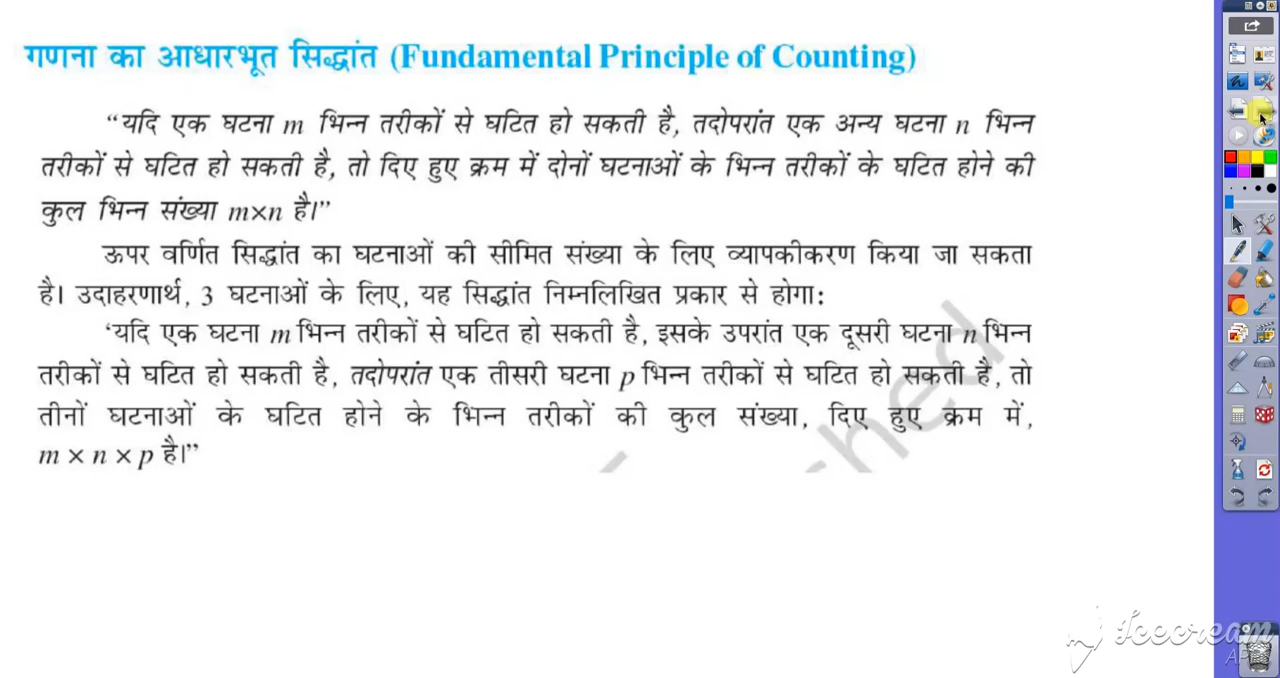 गणना का आधारभूत सिद्धांत (Fundamental Principle of Counting)
“यदि एक घटना m भिन्न तरीकों से घटित हो सकती है, तदोपरांत एक अन्य घटना n भिन्न
तरीकों से घटित हो सकती है, तो दिए हुए क्रम में दोनों घटनाओं के भिन्न तरीकों के घटित होने की
कुल भिन्न संख्या m×n है।”
ऊपर वर्णित सिद्धांत का घटनाओं की सीमित संख्या के लिए व्यापकीकरण किया जा सकता
है। उदाहरणार्थ, 3 घटनाओं के लिए, यह सिद्धांत निम्नलिखित प्रकार से होगा:
‘यदि एक घटना m भिन्न तरीकों से घटित हो सकती है, इसके उपरांत एक दूसरी घटना n भिन्न
तरीकों से घटित हो सकती है, तदोपरांत एक तीसरी घटना p भिन्न तरीकों से घटित हो सकती है, तो
तीनों घटनाओं के घटित होने के भिन्न तरीकों की कुल संख्या, दिए हुए क्रम में,
m × n × p है।”
Icecream